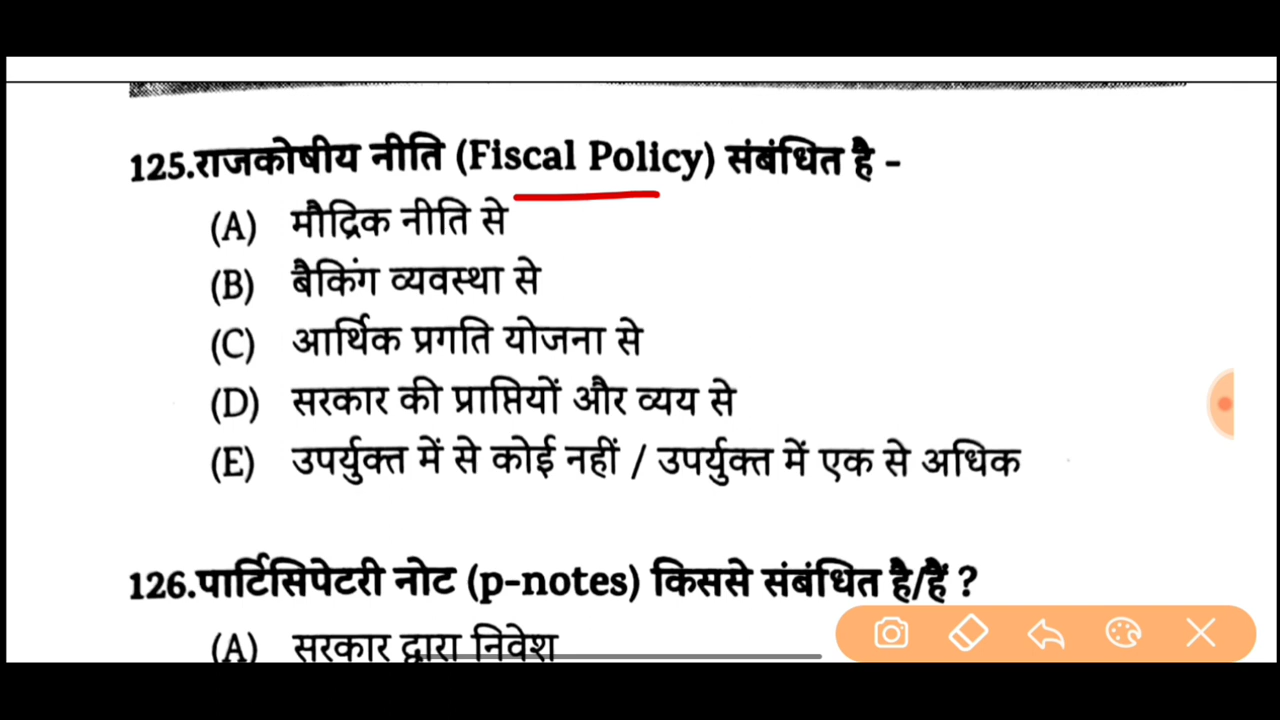 125.राजकोषीय नीति (Fiscal Policy) संबंधित है -
(A) मौद्रिक नीति से
(B) बैकिंग व्यवस्था से
(C) आर्थिक प्रगति योजना से
(D) सरकार की प्राप्तियों और व्यय से
(E) उपर्युक्त में से कोई नहीं / उपर्युक्त में एक से अधिक
126.पार्टिसिपेटरी नोट (p-notes) किससे संबंधित है/हैं ?
(A) सरकार द्वारा निवेश